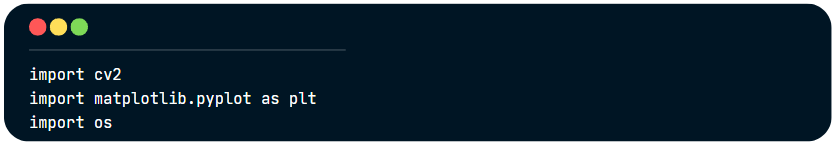 import cv2
import matplotlib.pyplot as plt
import os